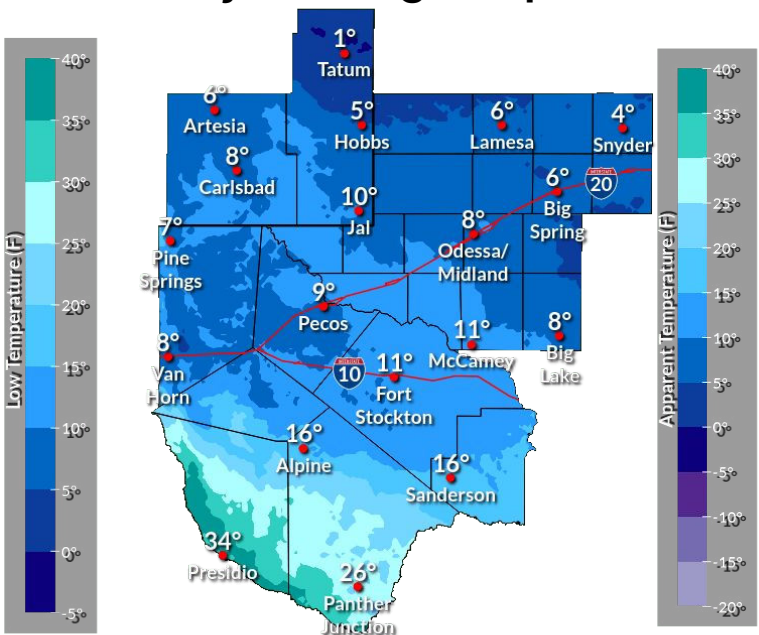 1°
Tatum
6°
Artesia
5°
Hobbs
6°
Lamesa
4°
Snyder
8°
Carlsbad
6°
Big
Spring
INTERSTATE
20
10°
Jal
7°
Pine
Springs
8°
Odessa/
Midland
9°
Pecos
8°
Van
Horn
11°
McCamey
8°
Big
Lake
INTERSTATE
10
11°
Fort
Stockton
16°
Alpine
16°
Sanderson
34°
Presidio
26°
Panther
Junction
Low Temperature (F)
40°
35°
30°
25°
20°
15°
10°
5°
0°
-5°
Apparent Temperature (F)
40°
35°
30°
25°
20°
15°
10°
5°
0°
-5°
-10°
-15°
-20°